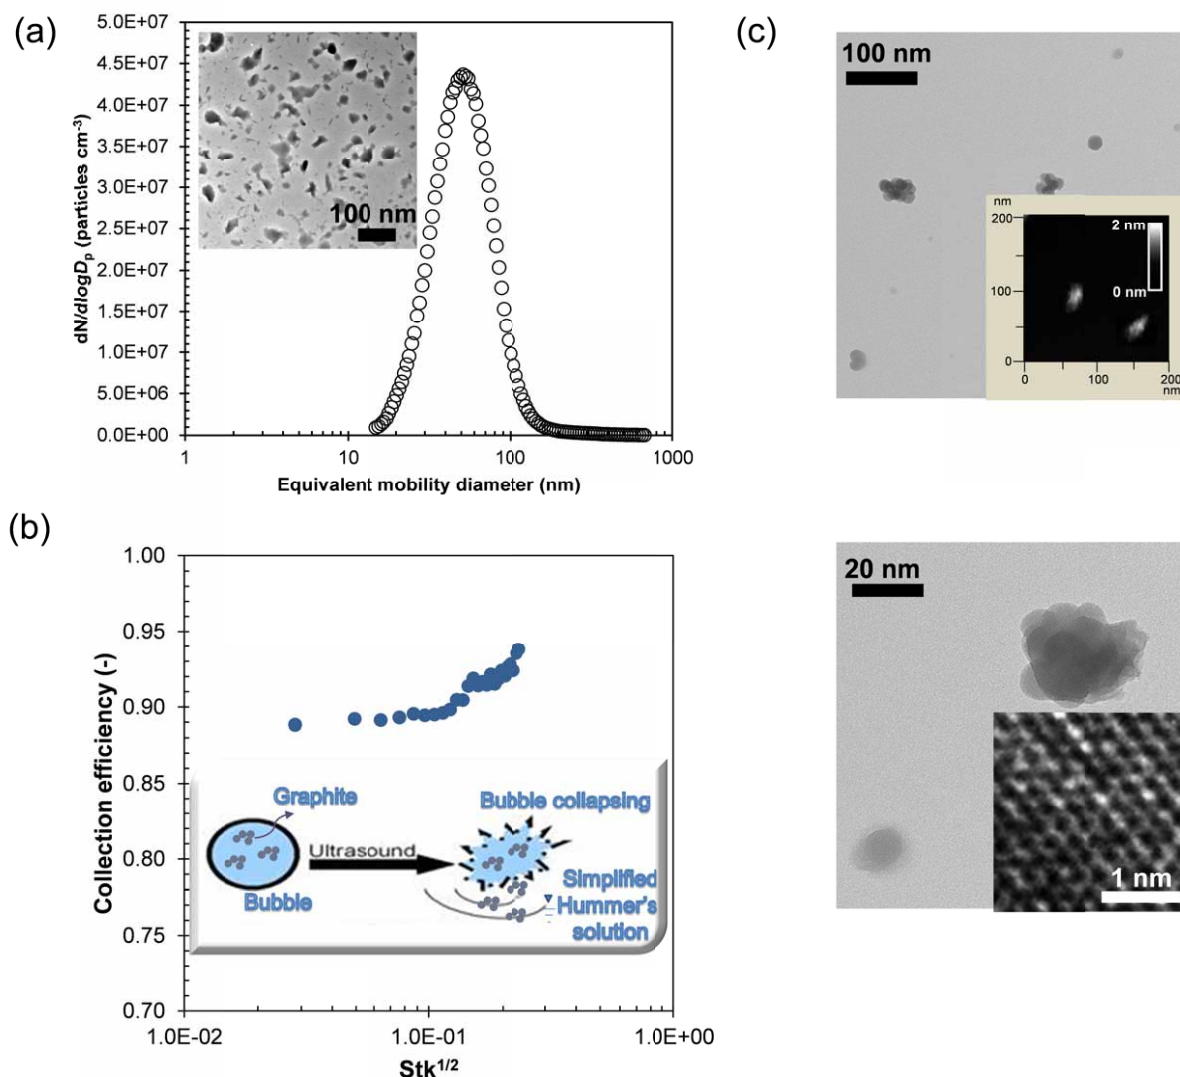 (a)
5.0E+07
4.5E+07
4.0E+07
3.5E+07
3.0E+07
2.5E+07
2.0E+07
1.5E+07
1.0E+07
5.0E+06
0.0E+00
dN/dlogDp (particles cm-3)
100 nm
1
10
100
1000
Equivalent mobility diameter (nm)
(b)
1.00
0.95
0.90
0.85
0.80
0.75
0.70
Collection efficiency (-)
Graphite
Bubble
Ultrasound
Bubble collapsing
Simplified
Hummer's
solution
1.0E-02
1.0E-01
1.0E+00
Stk1/2
(c)
100 nm
nm
200
100
0
2 nm
0 nm
0
100
200
nm
20 nm
1 nm